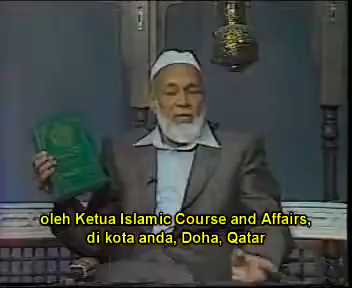 oleh Ketua Islamic Course and Affairs,
di kota anda, Doha, Qatar